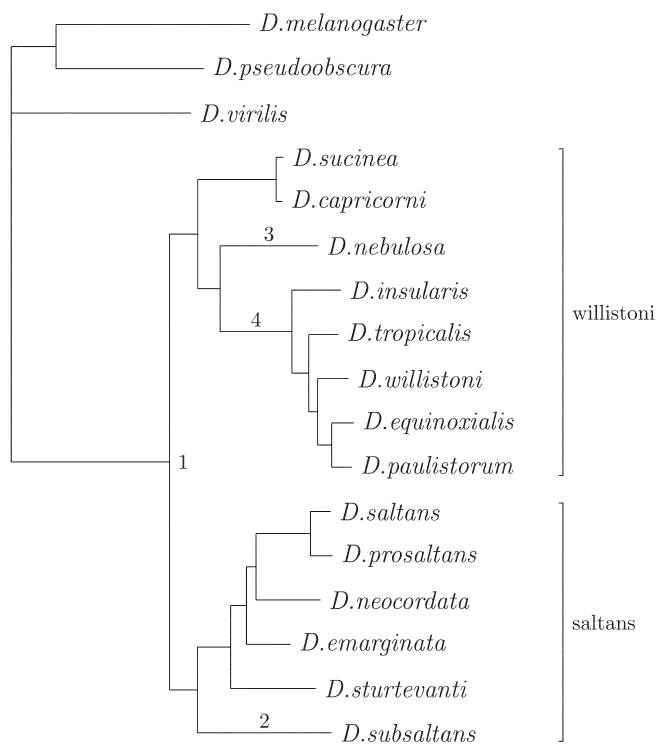 D.melanogaster
D.pseudoobscura
D.virilis
D.sucinea
D.capricorni
3
D.nebulosa
D.insularis
willistoni
4
D.tropicalis
D.willistoni
D.equinoxialis
1
D.paulistorum
D.saltans
D.prosaltans
D.neocordata
saltans
D.emarginata
D.sturtevanti
2
D.subsaltans